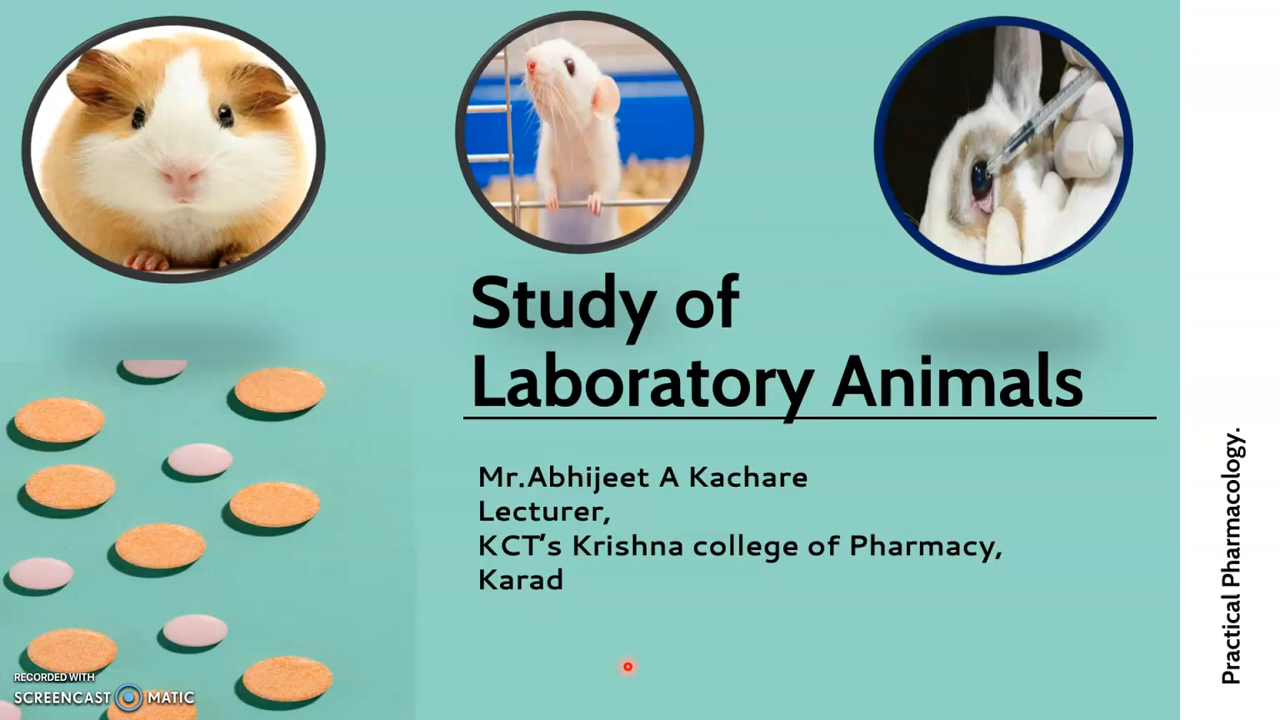 Study of
Laboratory Animals
Mr.Abhijeet A Kachare
Lecturer,
KCT’s Krishna college of Pharmacy,
Karad
Practical Pharmacology.
RECORDED WITH
SCREENCAST MATIC